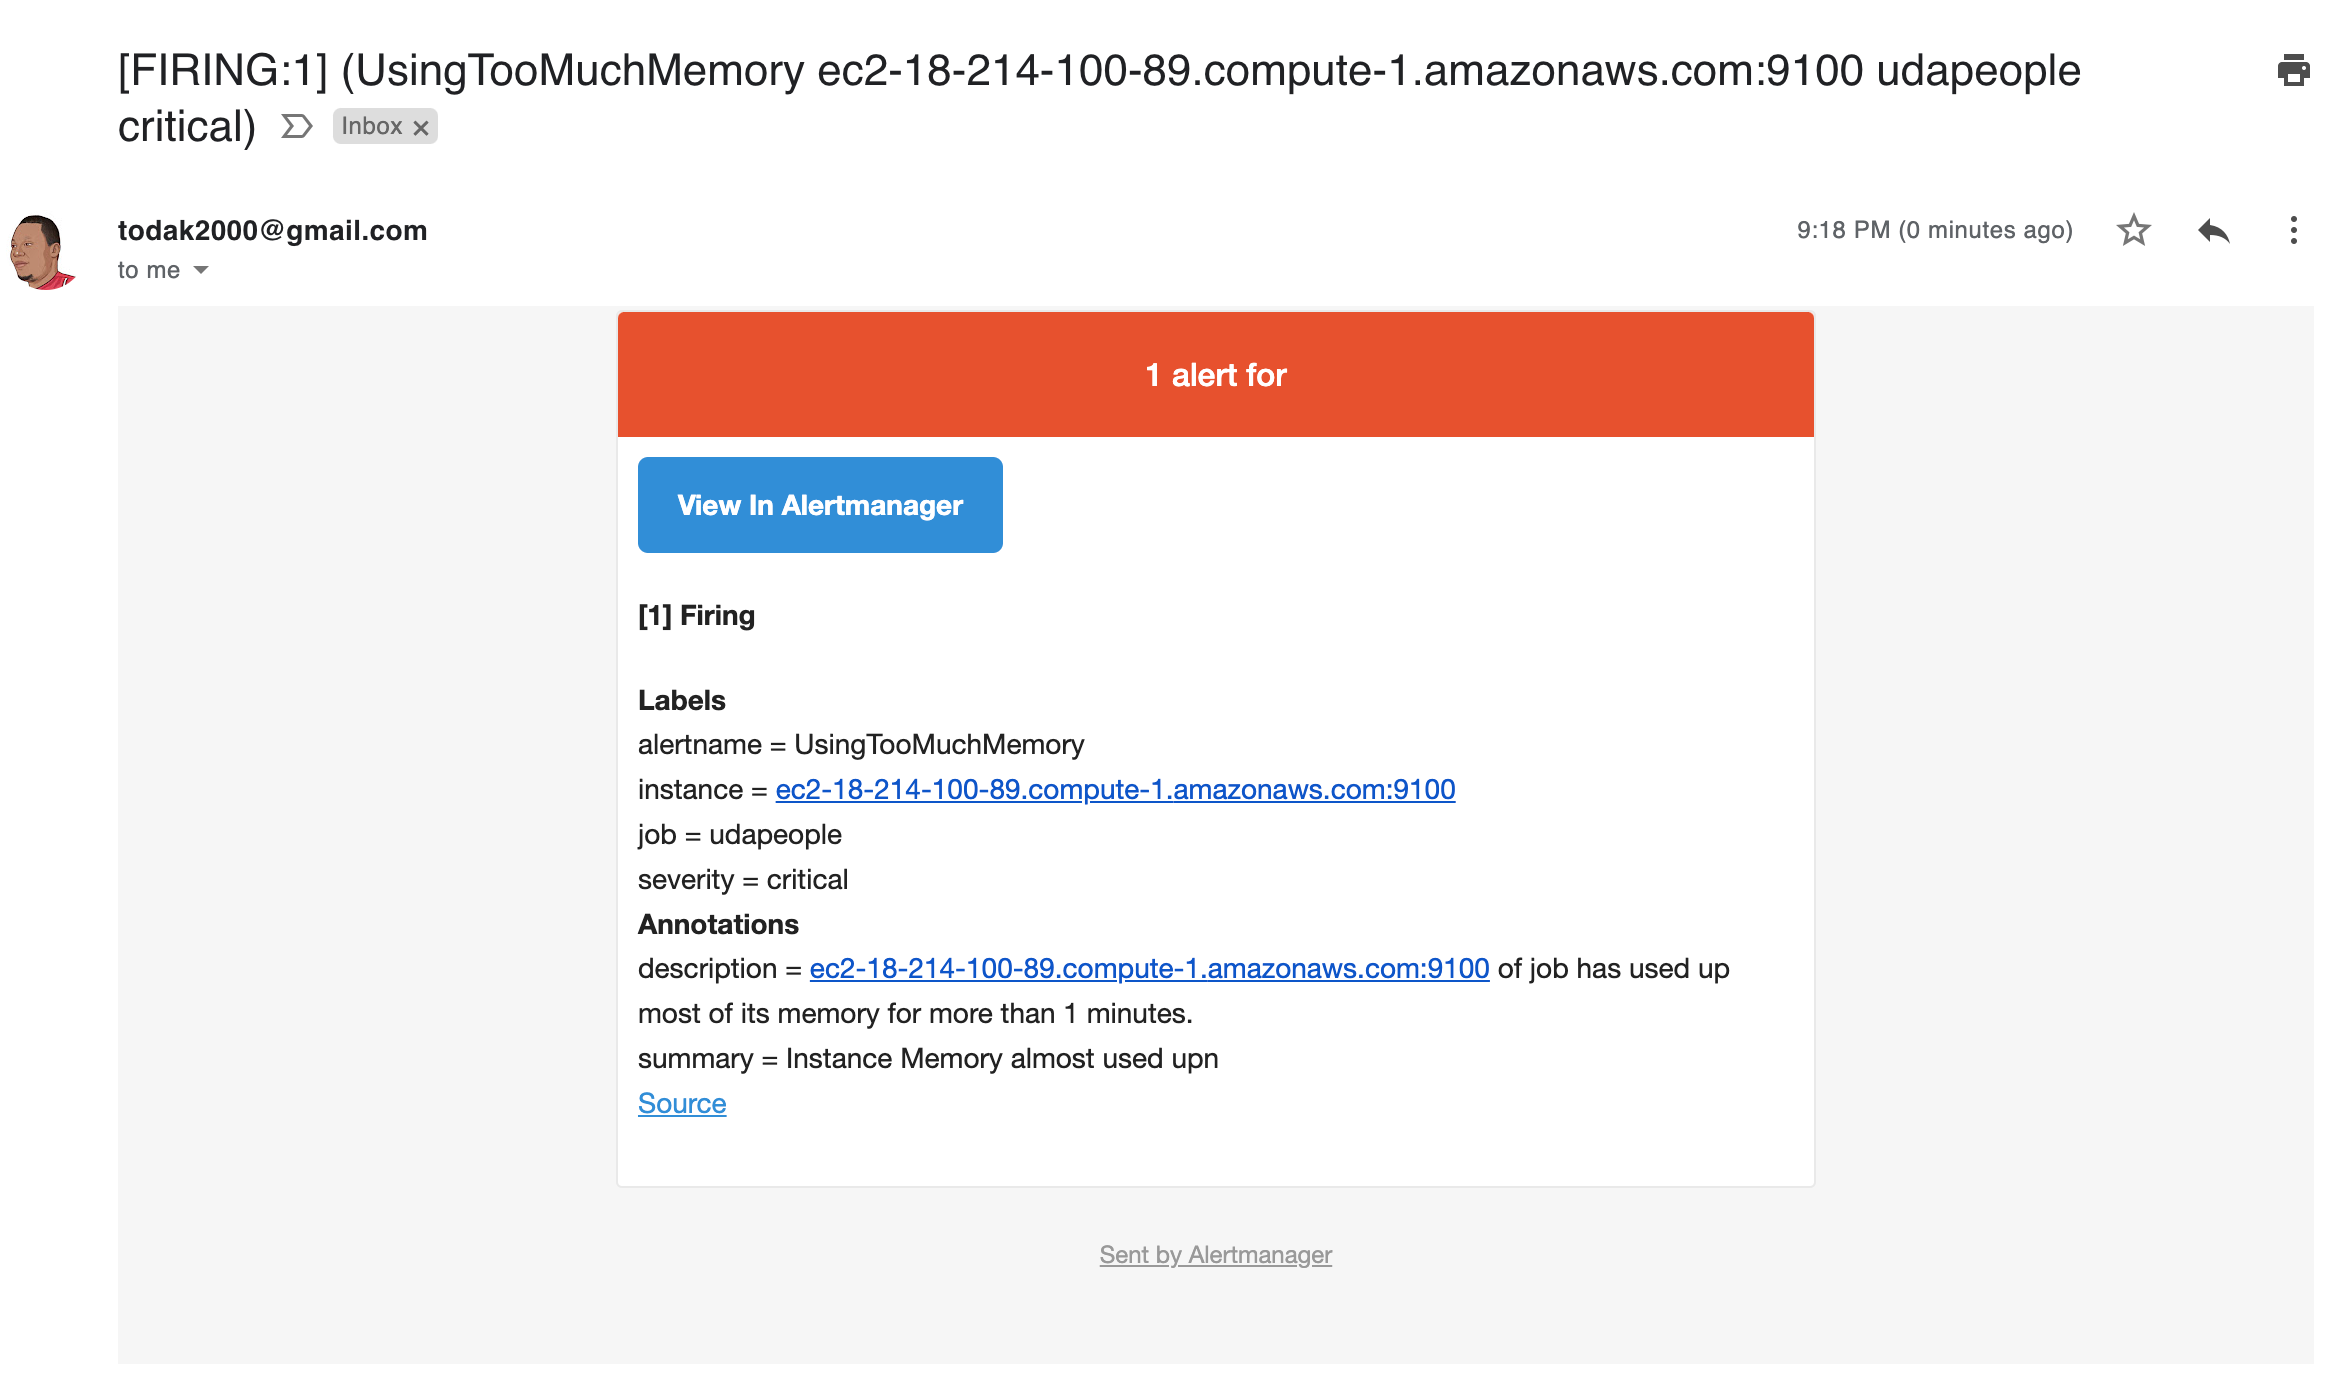 [FIRING:1] (UsingTooMuchMemory ec2-18-214-100-89.compute-1.amazonaws.com:9100 udapeople
critical) Inbox x
todak2000@gmail.com 9:18 PM (0 minutes ago)
to me
1 alert for
View In Alertmanager
[1] Firing
Labels
alertname = UsingTooMuchMemory
instance = ec2-18-214-100-89.compute-1.amazonaws.com:9100
job = udapeople
severity = critical
Annotations
description = ec2-18-214-100-89.compute-1.amazonaws.com:9100 of job has used up
most of its memory for more than 1 minutes.
summary = Instance Memory almost used upn
Source
Sent by Alertmanager